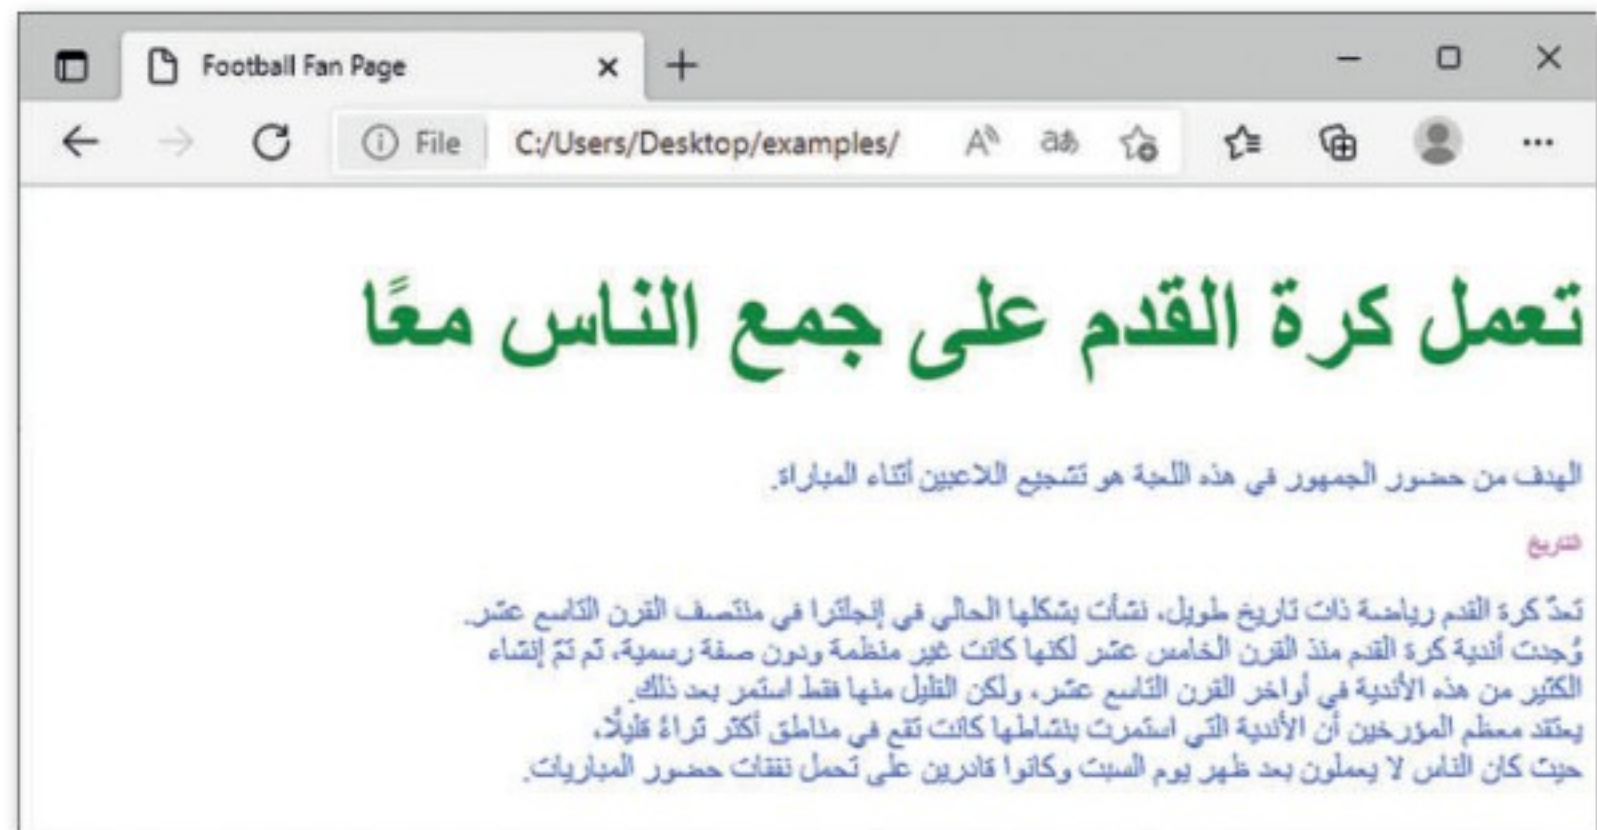 Football Fan Page
File C:/Users/Desktop/examples/
تعمل كرة القدم على جمع الناس معًا
الهدف من حضور الجمهور في هذه اللعبة هو تشجيع اللاعبين أثناء المباراة.
التاريخ
تعدّ كرة القدم رياضة ذات تاريخ طويل، نشأت بشكلها الحالي في إنجلترا في منتصف القرن التاسع عشر.
وُجدت أندية كرة القدم منذ القرن الخامس عشر لكنها كانت غير منظمة ودون صفة رسمية، ثم تمّ إنشاء
الكثير من هذه الأندية في أواخر القرن التاسع عشر، ولكن القليل منها فقط استمر بعد ذلك.
يعتقد معظم المؤرخين أن الأندية التي استمرت بنشاطها كانت تقع في مناطق أكثر ثراءً قليلًا،
حيث كان الناس لا يعملون بعد ظهر يوم السبت وكانوا قادرين على تحمل نفقات حضور المباريات.